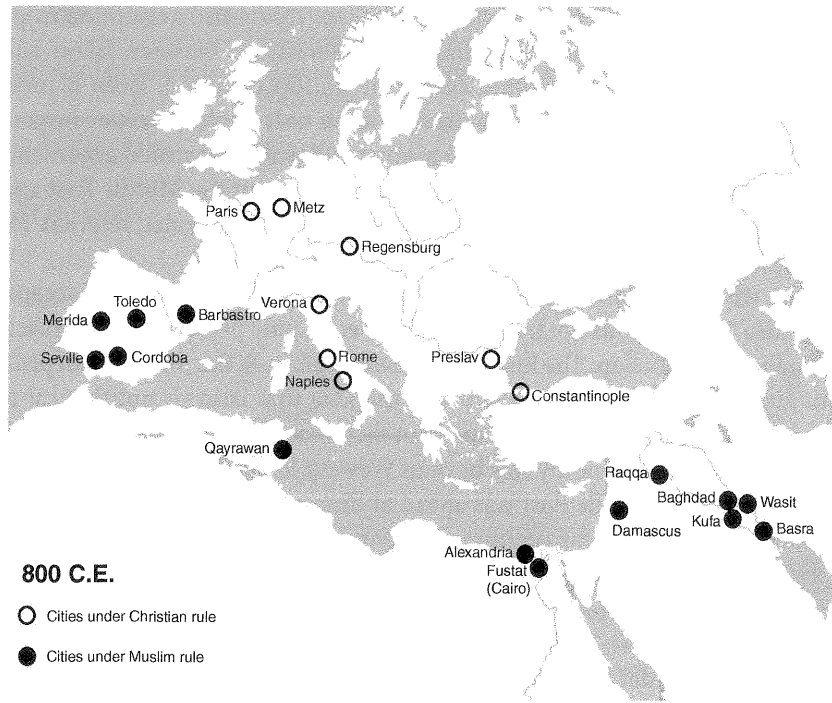 Paris
Metz
Regensburg
Verona
Toledo
Barbastro
Merida
Seville
Cordoba
Rome
Preslav
Naples
Constantinople
Qayrawan
Raqqa
Baghdad
Wasit
Kufa
Basra
Damascus
Alexandria
Fustat
(Cairo)
800 C.E.
Cities under Christian rule
Cities under Muslim rule